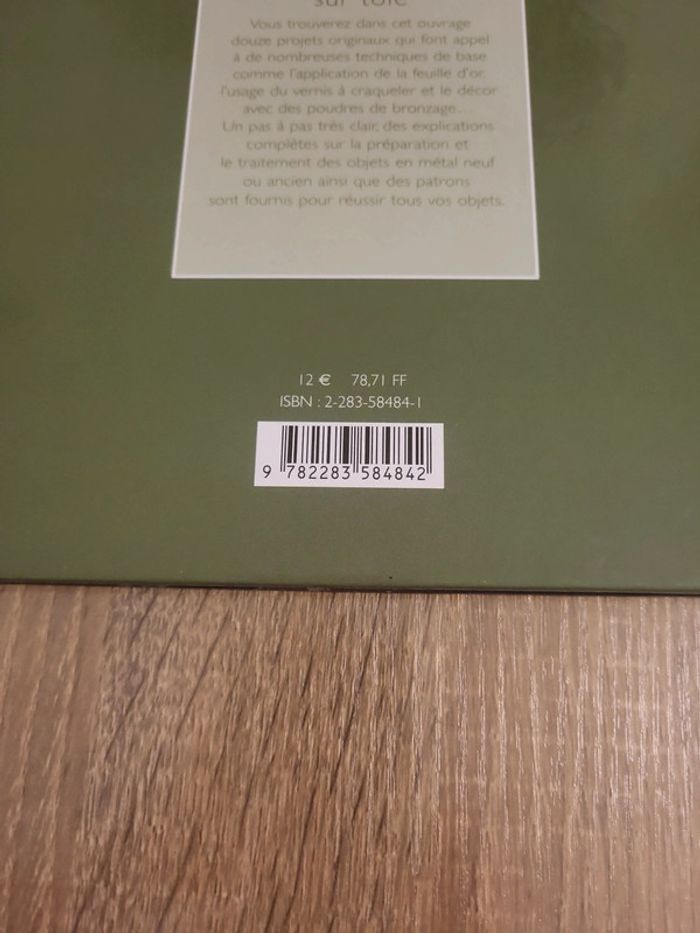 sur tôle
Vous trouverez dans cet ouvrage
douze projets originaux qui font appel
à de nombreuses techniques de base
comme l'application de la feuille d'or,
l'usage du vernis à craqueler et le décor
avec des poudres de bronzage...
Un pas à pas très clair, des explications
complètes sur la préparation et
le traitement des objets en métal neuf
ou ancien ainsi que des patrons
sont fournis pour réussir tous vos objets.
12 € 78,71 FF
ISBN : 2-283-58484-1
9 782283 584842